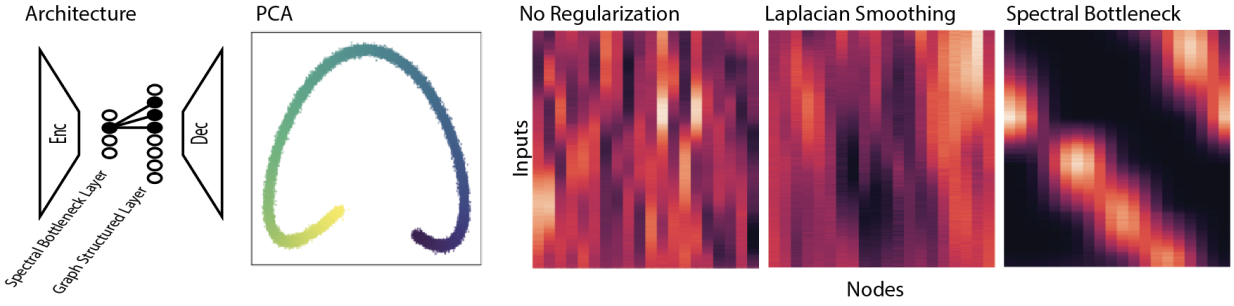 Architecture
PCA
No Regularization
Laplacian Smoothing
Spectral Bottleneck
Enc
Dec
Spectral Bottleneck Layer
Graph Structured Layer
Inputs
Nodes